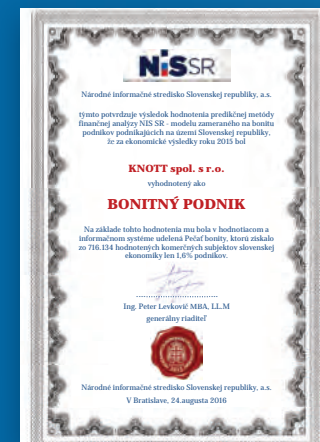 NiSSR
Národné informačné stredisko Slovenskej republiky, a.s.
týmto potvrdzuje výsledok hodnotenia predikčnej metódy
finančnej analýzy NIS SR - modelu zameraného na bonitu
podnikov podnikajúcich na území Slovenskej republiky,
že za ekonomické výsledky roku 2015 bol
KNOTT spol. s r.o.
vyhodnotený ako
BONITNÝ PODNIK
Na základe tohto hodnotenia mu bola v hodnotiacom a
informačnom systéme udelená Pečať bonity, ktorú získalo
zo 716.134 hodnotených komerčných subjektov slovenskej
ekonomiky len 1,6% podnikov.
Ing. Peter Levkovič MBA, LL.M
generálny riaditeľ
Národné informačné stredisko Slovenskej republiky, a.s.
V Bratislave, 24.augusta 2016